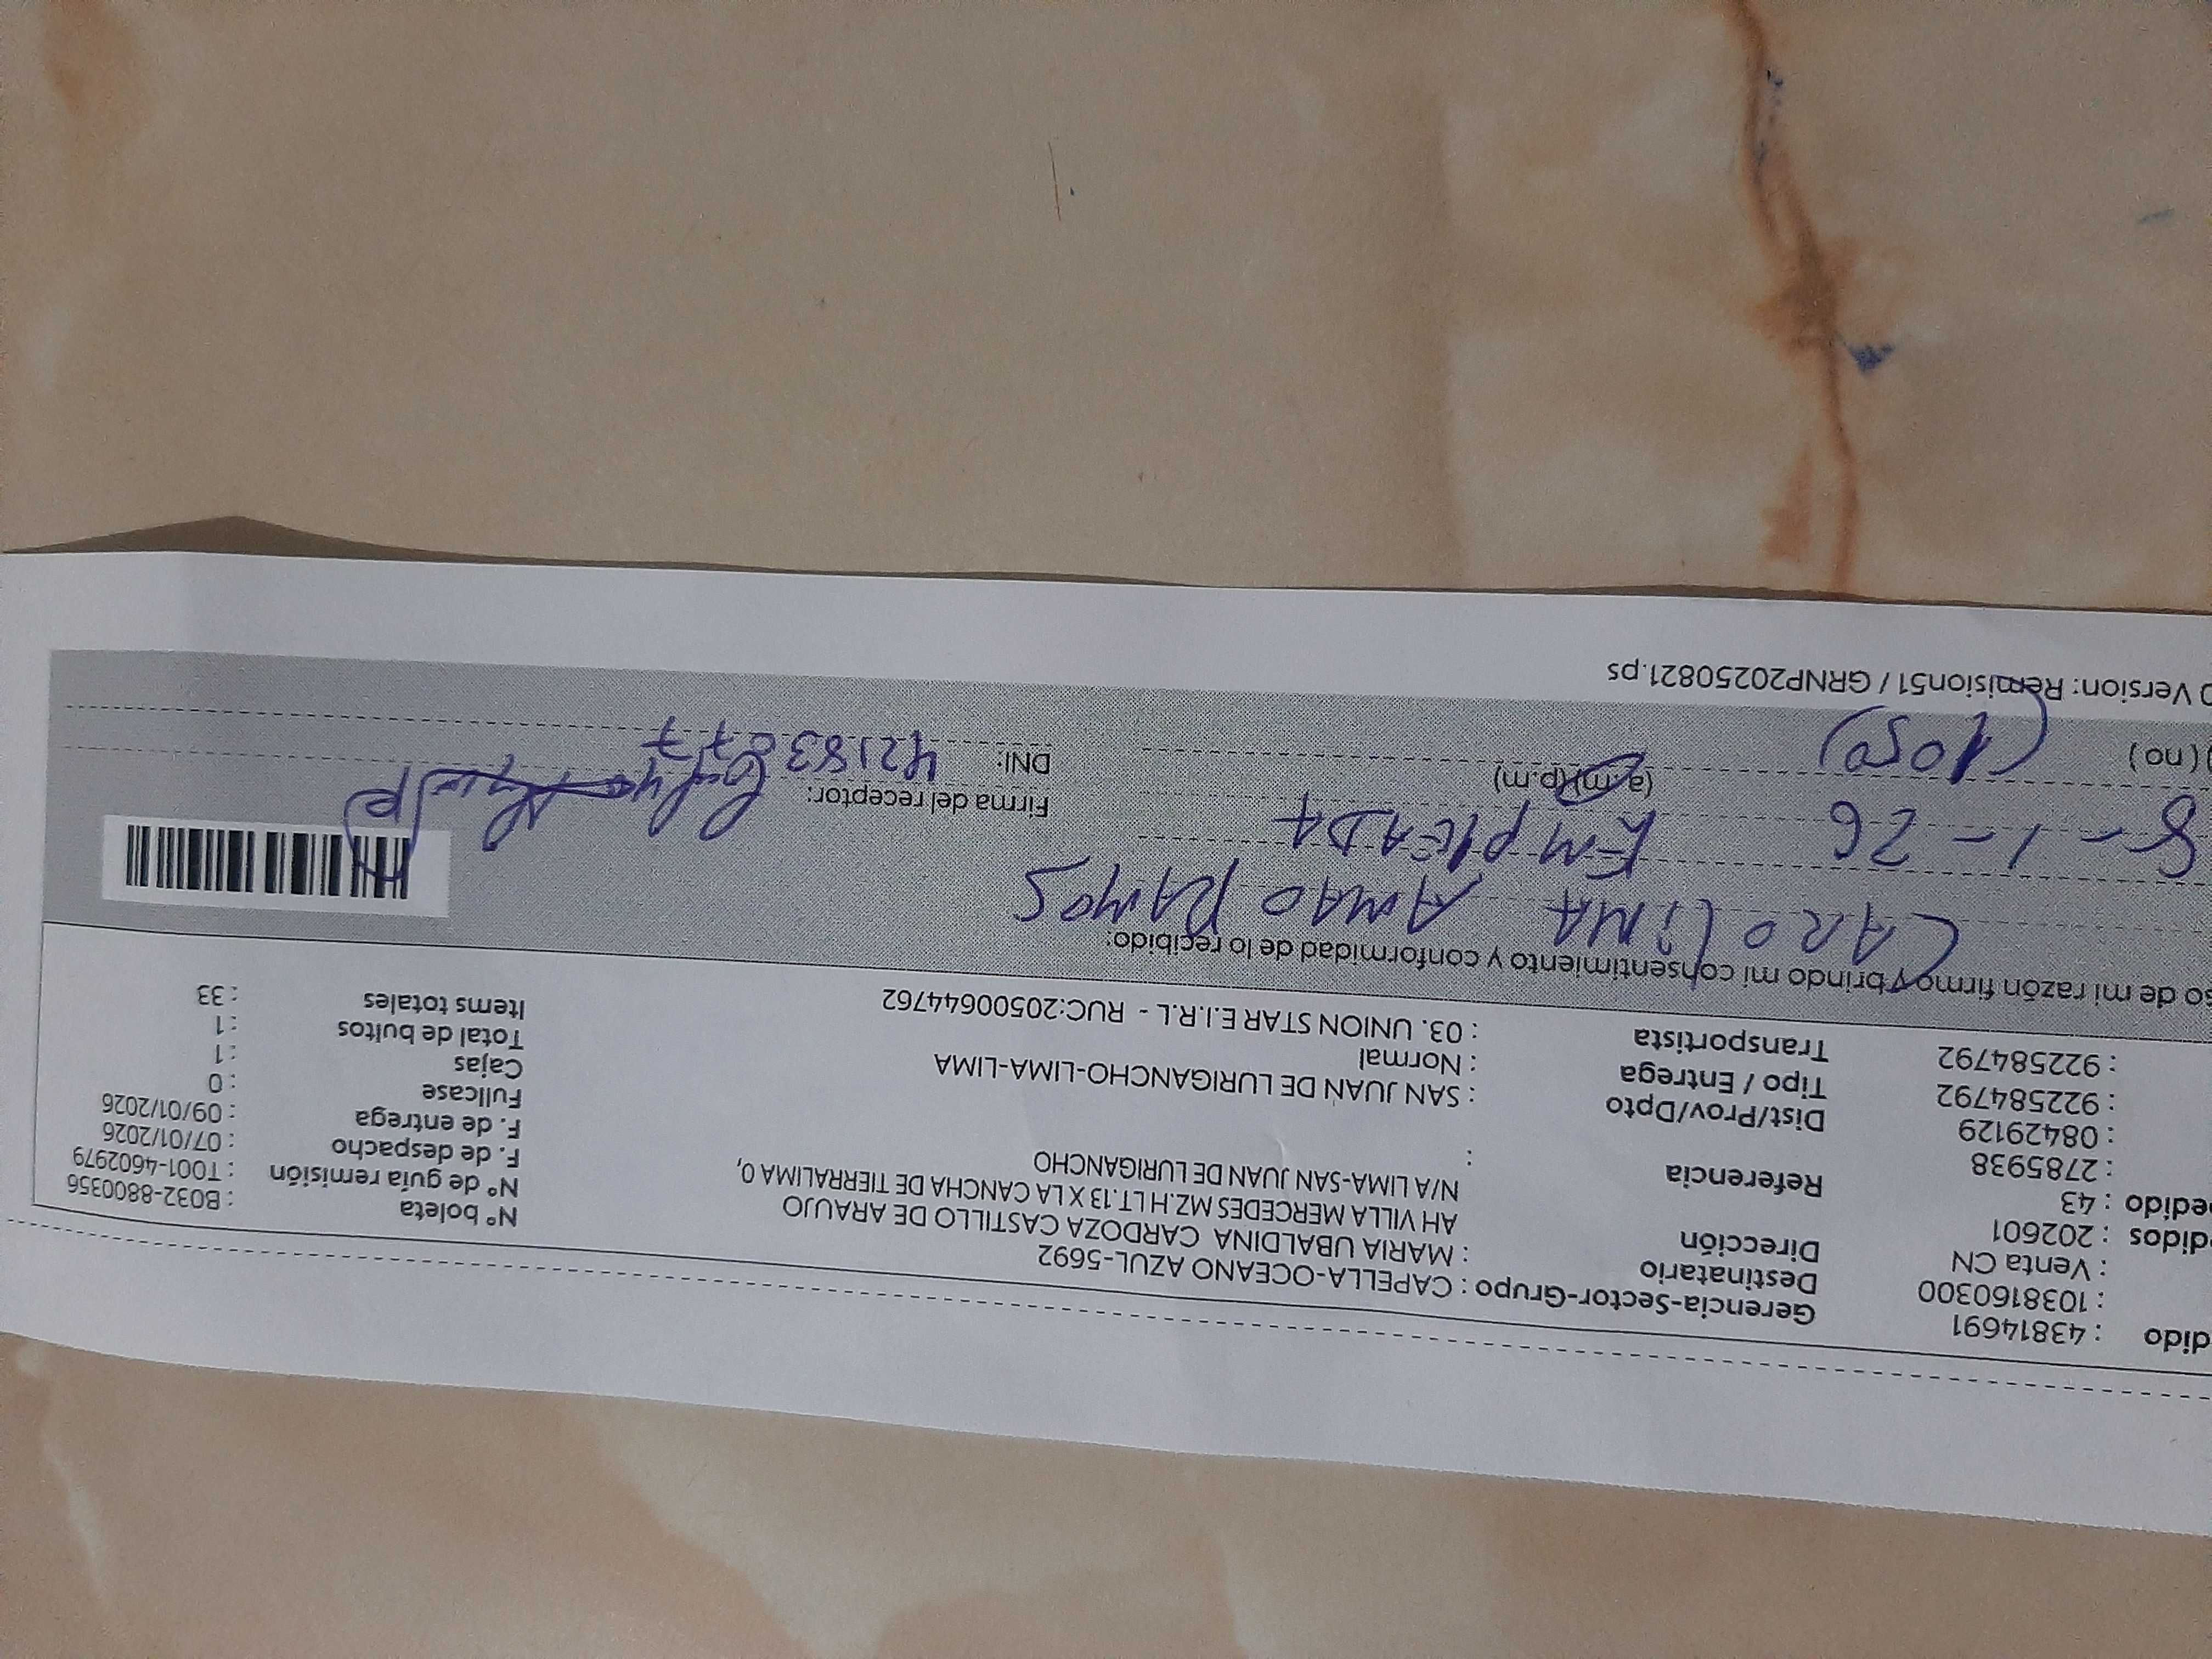 dido : 43814691
: 1038160300
: Venta CN
didos : 202601
edido : 43
: 2785938
: 08429129
: 922584792
: 922584792
Gerencia-Sector-Grupo : CAPELLA-OCEANO AZUL-5692
Destinatario : MARIA UBALDINA CARDOZA CASTILLO DE ARAUJO
Dirección AH VILLA MERCEDES MZ.H LT.13 X LA CANCHA DE TIERRALIMA 0,
N/A LIMA-SAN JUAN DE LURIGANCHO
Referencia :
Dist/Prov/Dpto : SAN JUAN DE LURIGANCHO-LIMA-LIMA
Tipo / Entrega : Normal
Transportista : 03. UNION STAR E.I.R.L - RUC:20500644762
N° boleta : B032-8800356
N° de guía remisión : T001-4602979
F. de despacho : 07/01/2026
F. de entrega : 09/01/2026
Fullcase : 0
Cajas : 1
Total de bultos : 1
Items totales : 33
so de mi razón firmo y brindo mi consentimiento y conformidad de lo recibido:
CAROLINA AMAO RAMOS
8-1-26 EMPLEADA
Firma del receptor:
)(no) (1050) (a.m)(p.m)
DNI: 42183877
Version: Remision51 / GRNP20250821.ps